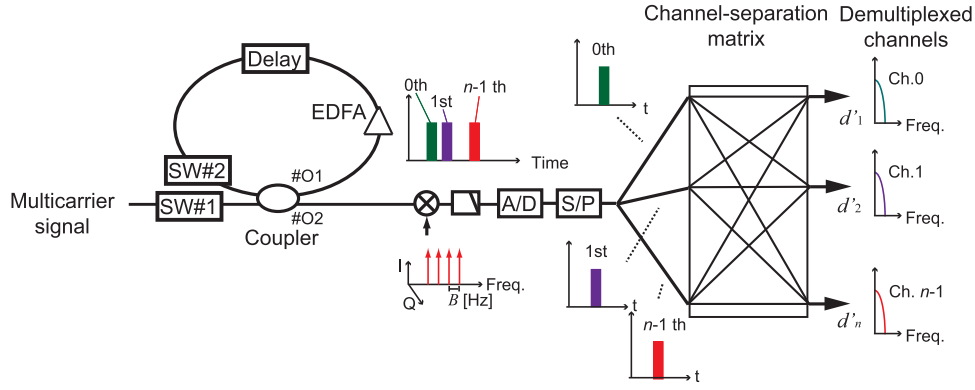 Channel-separation
matrix
Demultiplexed
channels
Delay
EDFA
0th
1st
n-1 th
Time
0th
t
SW#2
SW#1
#O1
#O2
Coupler
Multicarrier
signal
A/D
S/P
I
Q
B [Hz]
Freq.
1st
t
n-1 th
t
Ch.0
d'1
Freq.
Ch.1
d'2
Freq.
Ch. n-1
d'n
Freq.